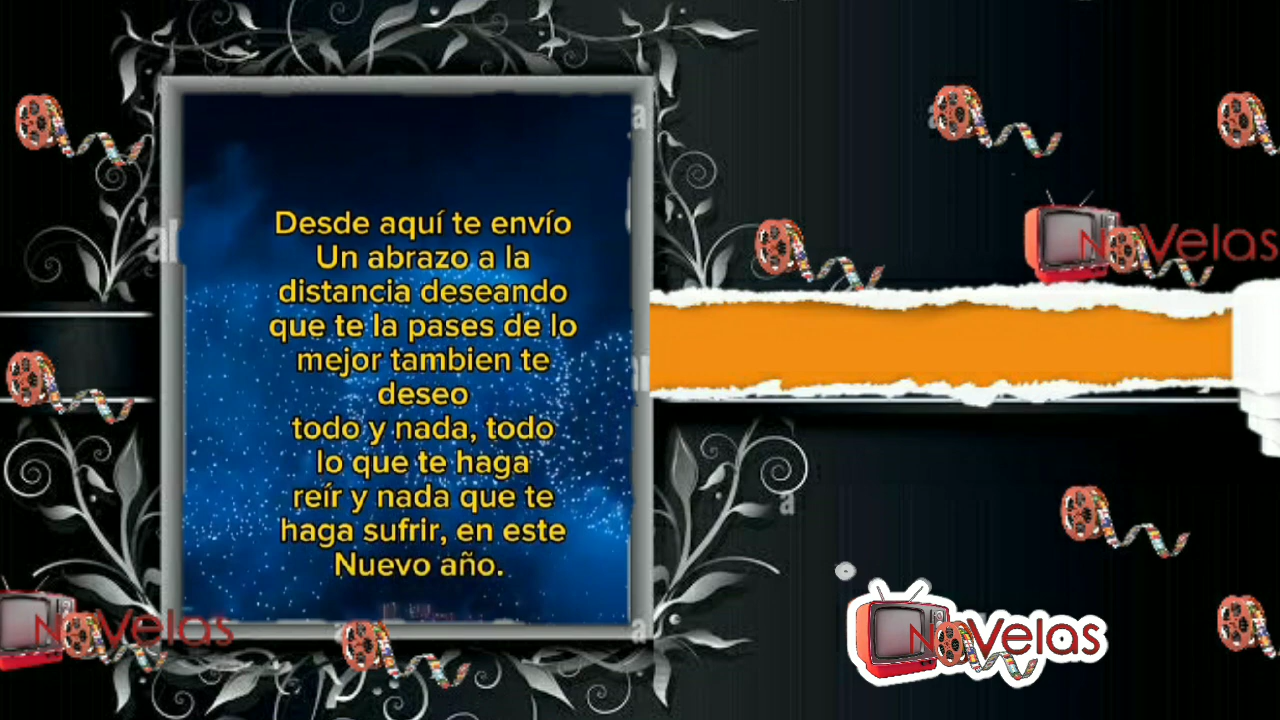 Desde aquí te envío
Un abrazo a la
distancia deseando
que te la pases de lo
mejor tambien te
deseo
todo y nada, todo
lo que te haga
reír y nada que te
haga sufrir, en este
Nuevo año.
NoVelas
NoVelas
NoVelas